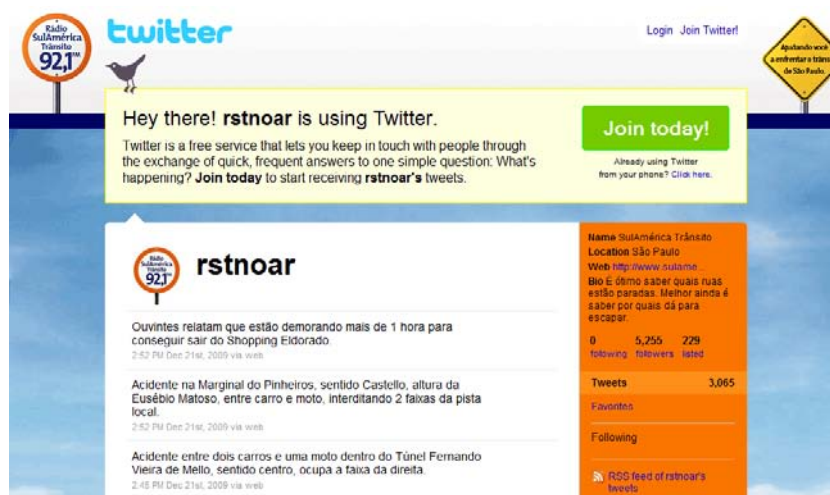 Rádio
SulAmérica
Trânsito
92,1
FM
twitter
Login Join Twitter!
Ajudando você
a enfrentar o trânsito
de São Paulo.
Hey there! rstnoar is using Twitter.
Twitter is a free service that lets you keep in touch with people through
the exchange of quick, frequent answers to one simple question: What's
happening? Join today to start receiving rstnoar's tweets.
Join today!
Already using Twitter
from your phone? Click here.
Rádio
SulAmérica
Trânsito
92,1
rstnoar
Ouvintes relatam que estão demorando mais de 1 hora para
conseguir sair do Shopping Eldorado.
2:52 PM Dec 21st, 2009 via web
Acidente na Marginal do Pinheiros, sentido Castello, altura da
Eusébio Matoso, entre carro e moto, interditando 2 faixas da pista
local.
2:52 PM Dec 21st, 2009 via web
Acidente entre dois carros e uma moto dentro do Túnel Fernando
Vieira de Mello, sentido centro, ocupa a faixa da direita.
2:45 PM Dec 21st, 2009 via web
Name SulAmérica Trânsito
Location São Paulo
Web http://www.sulame...
Bio É ótimo saber quais ruas
estão paradas. Melhor ainda é
saber por quais dá para
escapar.
0 5,255 229
following followers listed
Tweets 3,065
Favorites
Following
RSS feed of rstnoar's
tweets